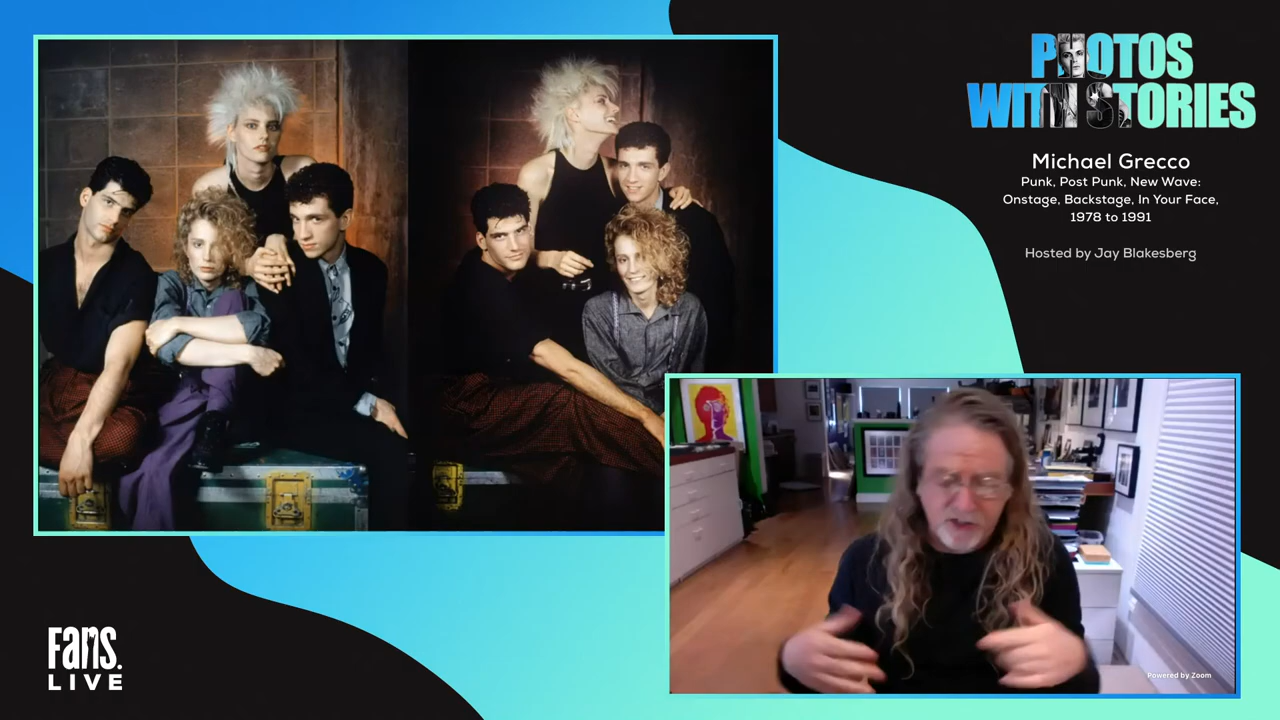 PHOTOS
WITH STORIES
Michael Grecco
Punk, Post Punk, New Wave:
Onstage, Backstage, In Your Face,
1978 to 1991
Hosted by Jay Blakesberg
Powered by Zoom
Fans.
LIVE